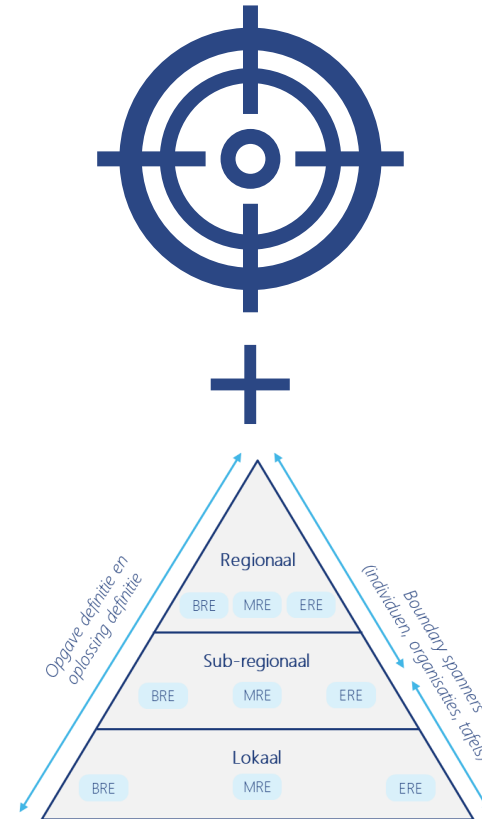 Regionaal
BRE MRE ERE
Opgave definitie en
oplossing definitie
Boundary spanners
(individuen, organisaties, tafels)
Sub-regionaal
BRE MRE ERE
Lokaal
BRE MRE ERE